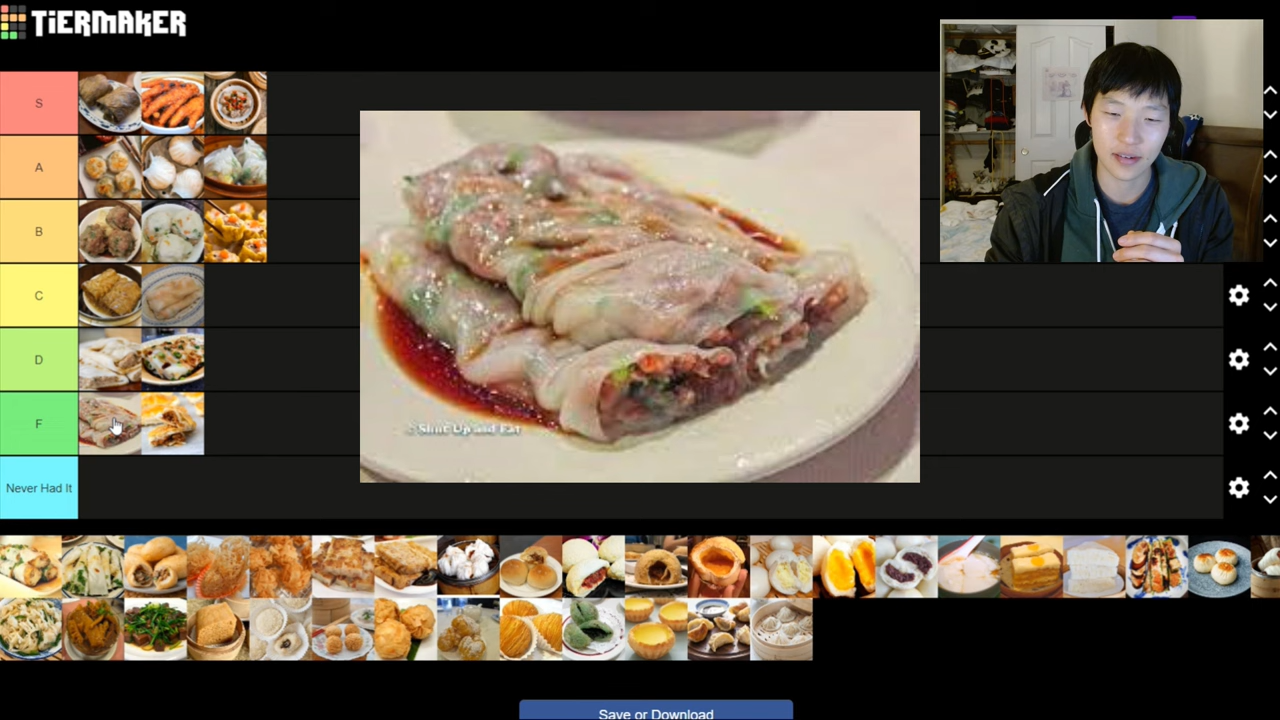 TiERMAKER
S
A
B
C
D
F
Never Had It
© Shut Up and Eat
Save or Download